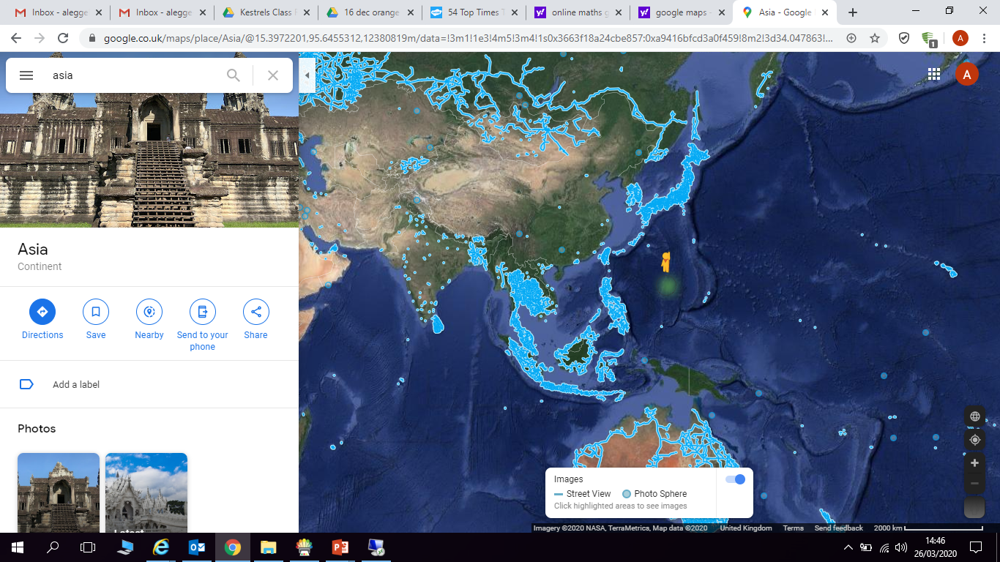 Inbox - alegge
Inbox - alegge
Kestrels Class
16 dec orange
54 Top Times T
online maths g
google maps -
Asia - Google
google.co.uk/maps/place/Asia/@15.3972201,95.6455312,12380819m/data=!3m1!1e3!4m5!3m4!1s0x3663f18a24cbe857:0xa9416bfcd3a0f459!8m2!3d34.047863!...
1
A
asia
A
Asia
Continent
Directions
Save
Nearby
Send to your
phone
Share
Add a label
Photos
Latest
Images
Street View
Photo Sphere
Click highlighted areas to see images
Imagery ©2020 NASA, TerraMetrics, Map data ©2020 United Kingdom Terms Send feedback 2000 km
14:46
26/03/2020